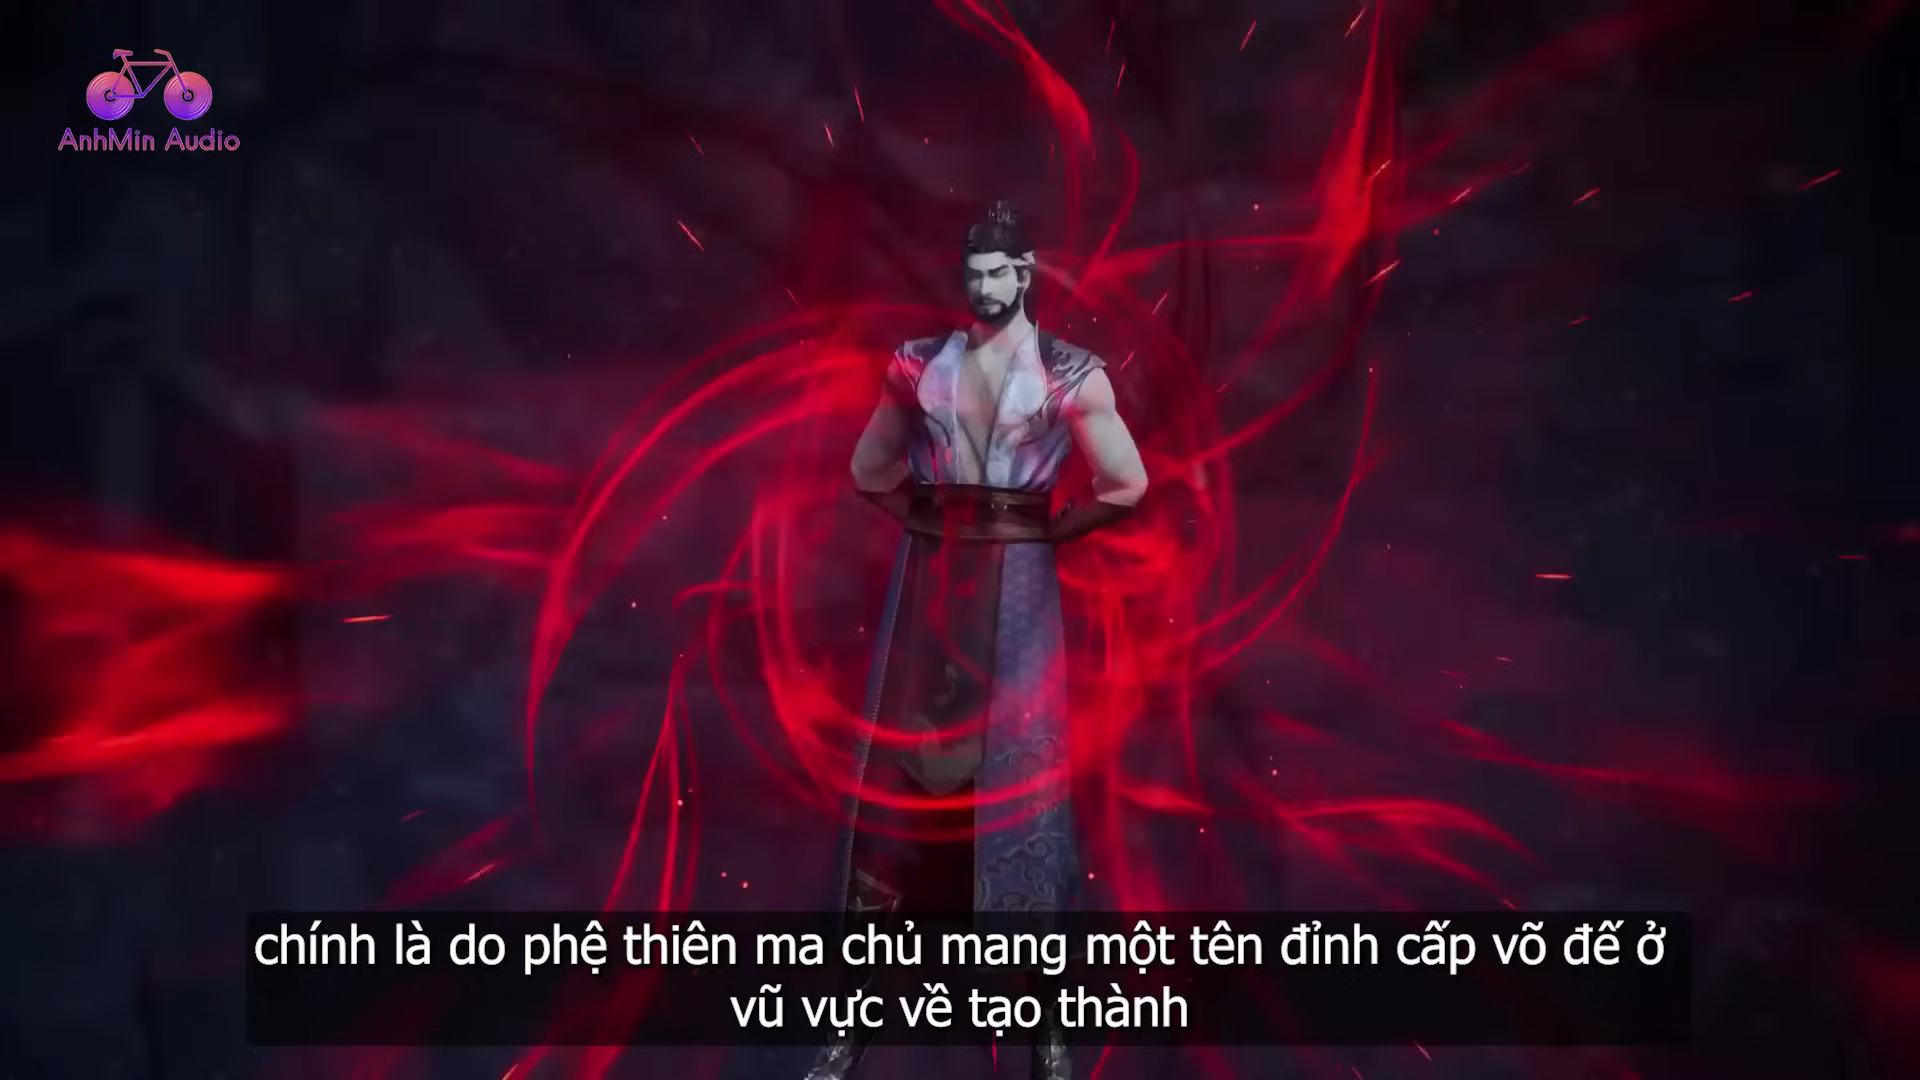 AnhMin Audio
chính là do phệ thiên ma chủ mang một tên đỉnh cấp võ đế ở
vũ vực về tạo thành